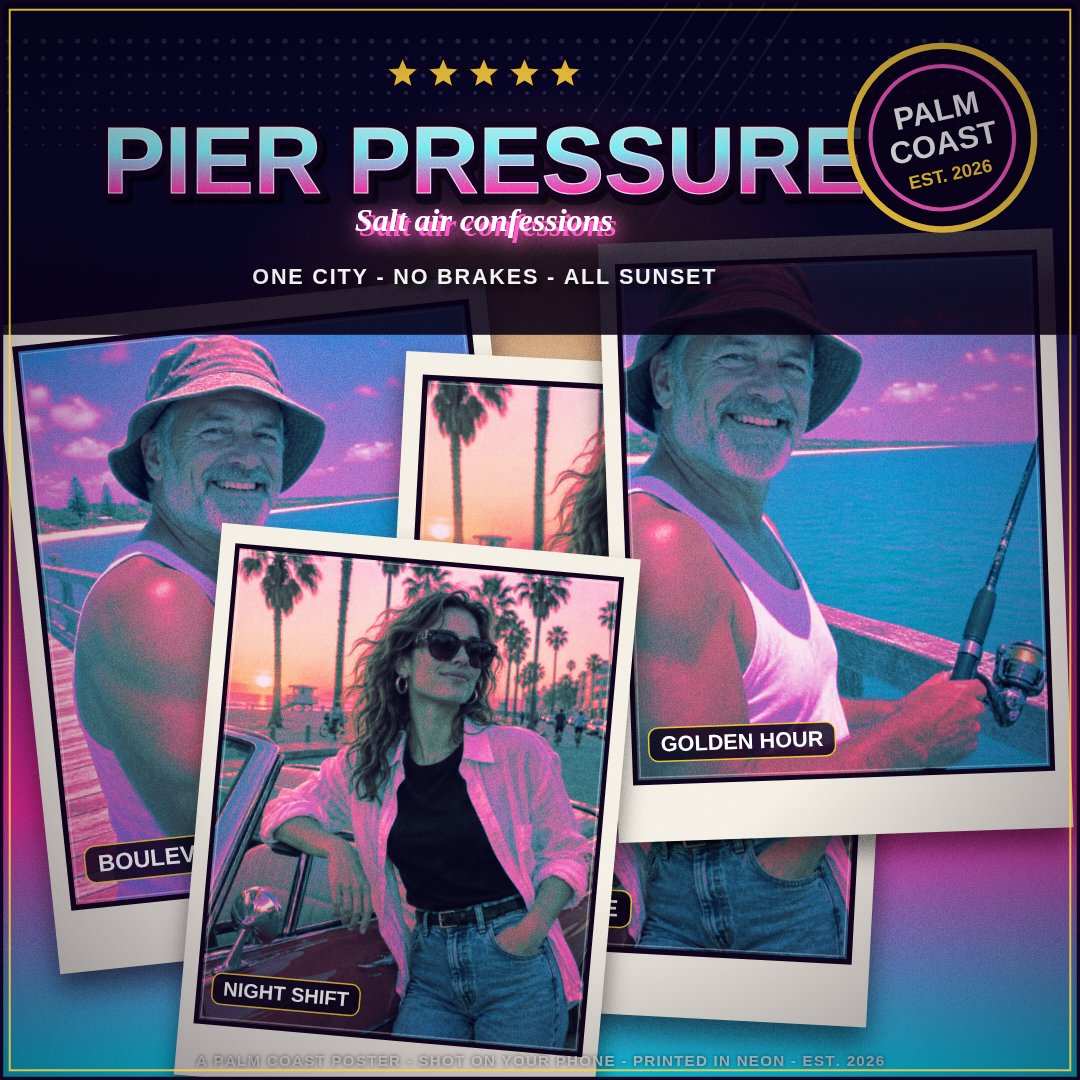 PIER PRESSURE
Salt air confessions
ONE CITY - NO BRAKES - ALL SUNSET
PALM
COAST
EST. 2026
GOLDEN HOUR
BOULEV
E
NIGHT SHIFT
A PALM COAST POSTER - SHOT ON YOUR PHONE - PRINTED IN NEON - EST. 2026